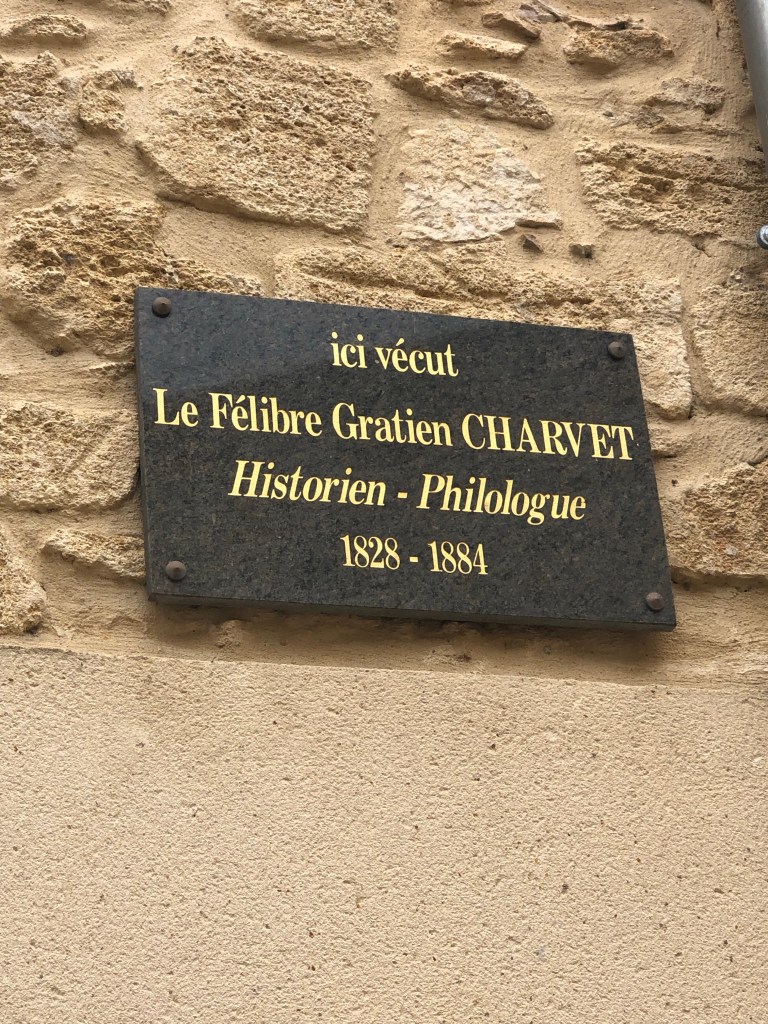 ici vécut
Le Félibre Gratien CHARVET
Historien - Philologue
1828 - 1884